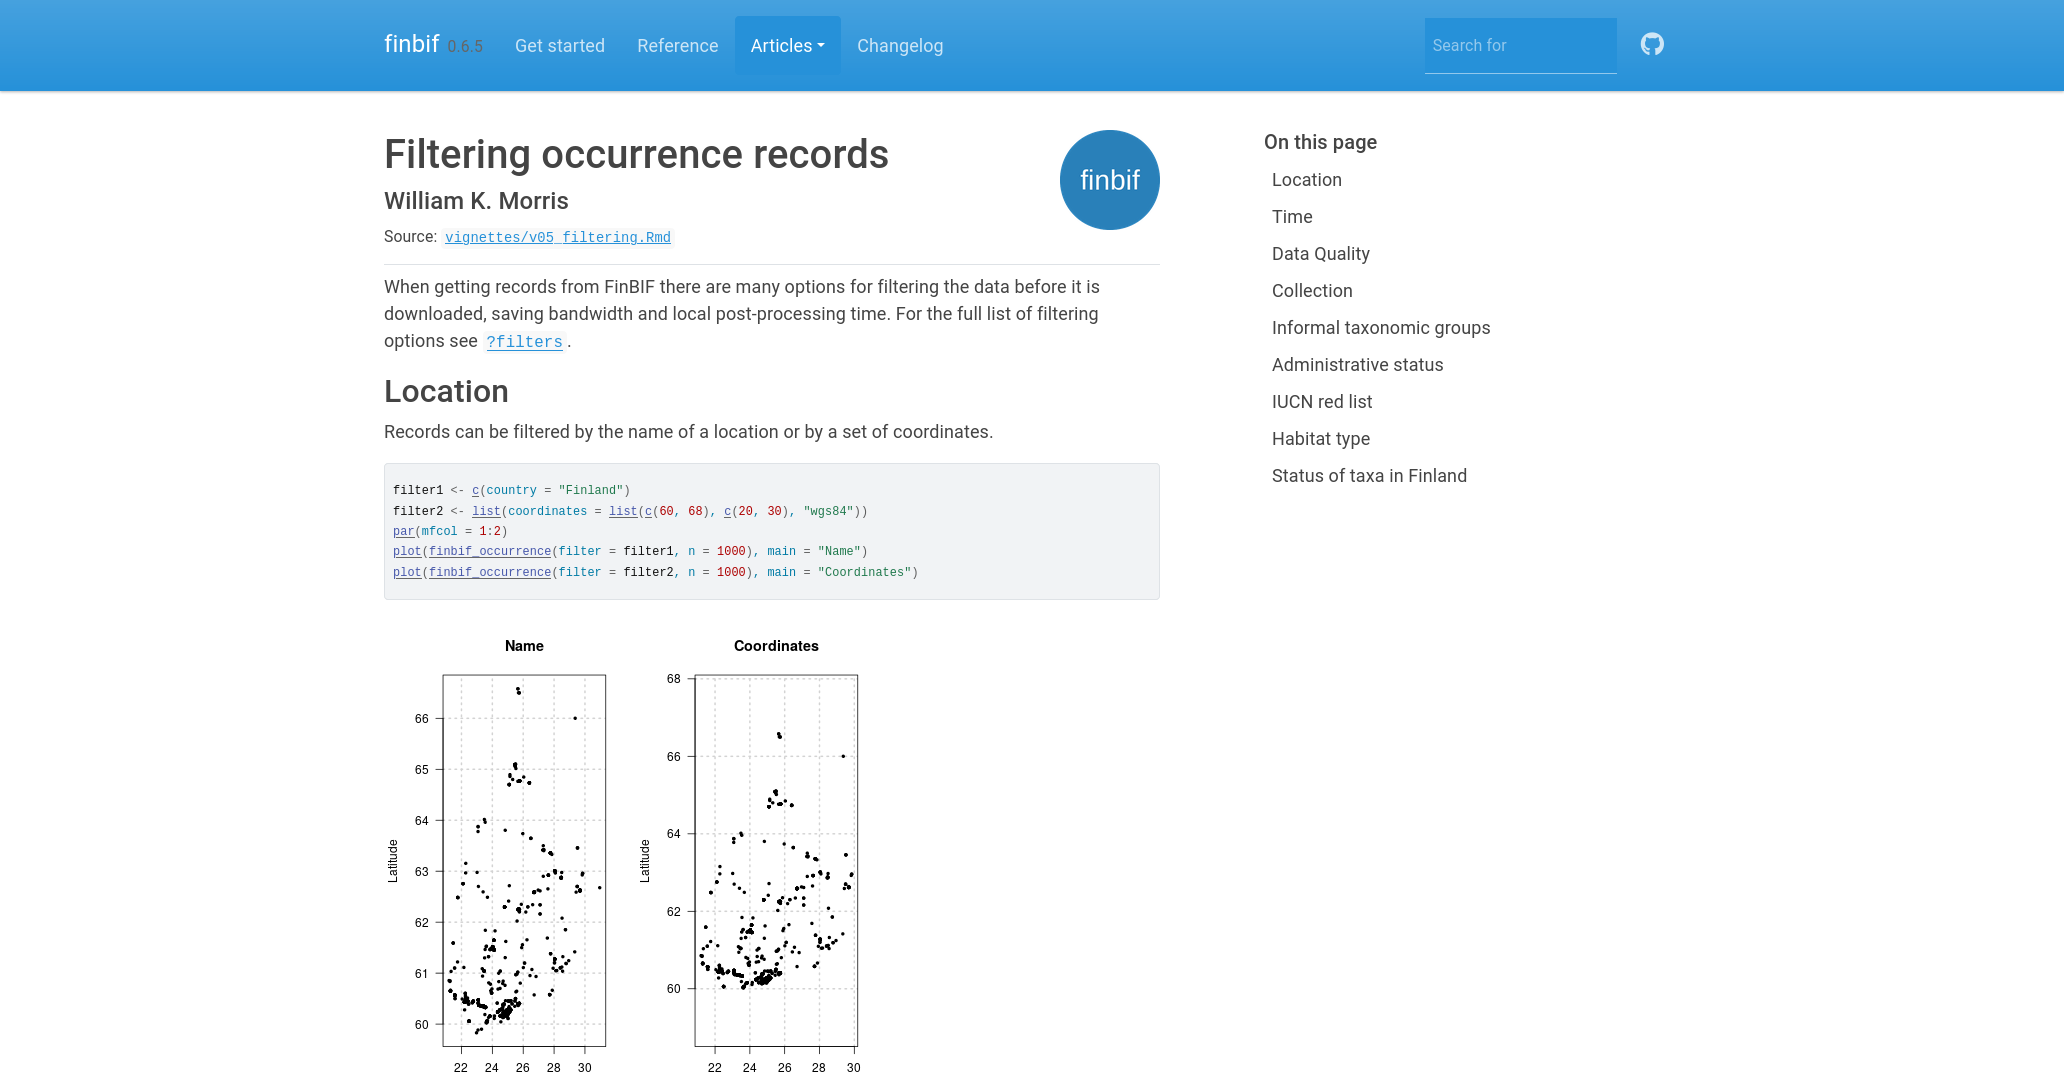 finbif 0.6.5 Get started Reference Articles Changelog Search for
Filtering occurrence records
finbif
William K. Morris
Source: vignettes/v05_filtering.Rmd
When getting records from FinBIF there are many options for filtering the data before it is
downloaded, saving bandwidth and local post-processing time. For the full list of filtering
options see ?filters.
Location
Records can be filtered by the name of a location or by a set of coordinates.
filter1 <- c(country = "Finland")
filter2 <- list(coordinates = list(c(60, 68), c(20, 30), "wgs84"))
par(mfcol = 1:2)
plot(finbif_occurrence(filter = filter1, n = 1000), main = "Name")
plot(finbif_occurrence(filter = filter2, n = 1000), main = "Coordinates")
Name
66
65
64
63
62
61
60
Latitude
22 24 26 28 30
Coordinates
68
66
64
62
60
Latitude
22 24 26 28 30
On this page
Location
Time
Data Quality
Collection
Informal taxonomic groups
Administrative status
IUCN red list
Habitat type
Status of taxa in Finland